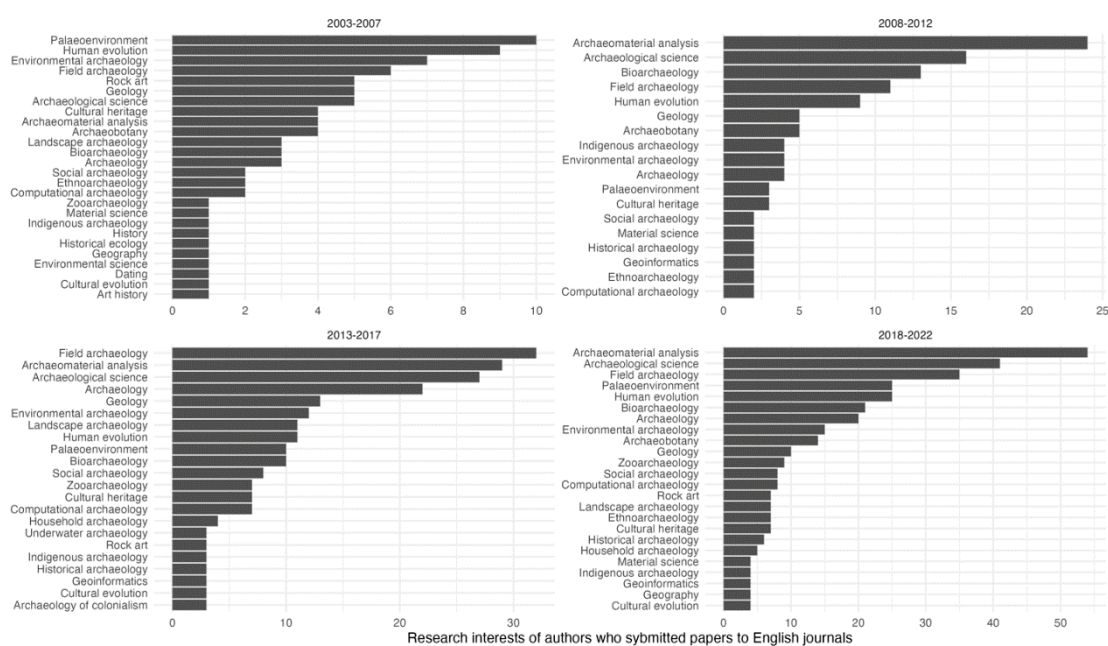 2003-2007
Palaeoenvironment
Human evolution
Environmental archaeology
Field archaeology
Rock art
Geology
Archaeological science
Cultural heritage
Archaeomaterial analysis
Archaeobotany
Landscape archaeology
Bioarchaeology
Archaeology
Social archaeology
Ethnoarchaeology
Computational archaeology
Zooarchaeology
Material science
Indigenous archaeology
History
Historical ecology
Geography
Environmental science
Dating
Cultural evolution
Art history
0 2 4 6 8 10
2008-2012
Archaeomaterial analysis
Archaeological science
Bioarchaeology
Field archaeology
Human evolution
Geology
Archaeobotany
Indigenous archaeology
Environmental archaeology
Archaeology
Palaeoenvironment
Cultural heritage
Social archaeology
Material science
Historical archaeology
Geoinformatics
Ethnoarchaeology
Computational archaeology
0 5 10 15 20 25
2013-2017
Field archaeology
Archaeomaterial analysis
Archaeological science
Archaeology
Geology
Environmental archaeology
Landscape archaeology
Human evolution
Palaeoenvironment
Bioarchaeology
Social archaeology
Zooarchaeology
Cultural heritage
Computational archaeology
Household archaeology
Underwater archaeology
Rock art
Indigenous archaeology
Historical archaeology
Geoinformatics
Cultural evolution
Archaeology of colonialism
0 10 20 30
2018-2022
Archaeomaterial analysis
Archaeological science
Field archaeology
Palaeoenvironment
Human evolution
Bioarchaeology
Archaeology
Environmental archaeology
Archaeobotany
Geology
Zooarchaeology
Social archaeology
Computational archaeology
Rock art
Landscape archaeology
Ethnoarchaeology
Cultural heritage
Historical archaeology
Household archaeology
Material science
Indigenous archaeology
Geoinformatics
Geography
Cultural evolution
0 10 20 30 40 50
Research interests of authors who sybmitted papers to English journals